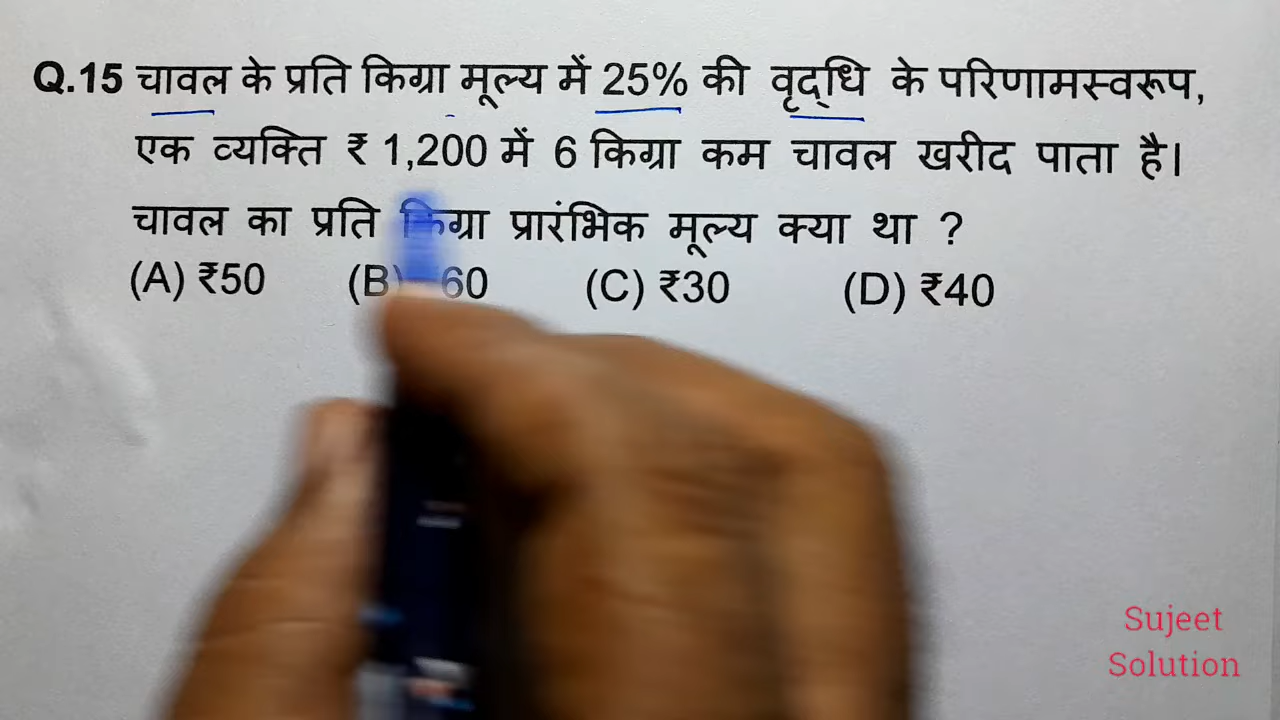 Q.15 चावल के प्रति किग्रा मूल्य में 25% की वृद्धि के परिणामस्वरूप,
एक व्यक्ति ₹ 1,200 में 6 किग्रा कम चावल खरीद पाता है।
चावल का प्रति किग्रा प्रारंभिक मूल्य क्या था ?
(A) ₹50 (B) 60 (C) ₹30 (D) ₹40
Sujeet
Solution